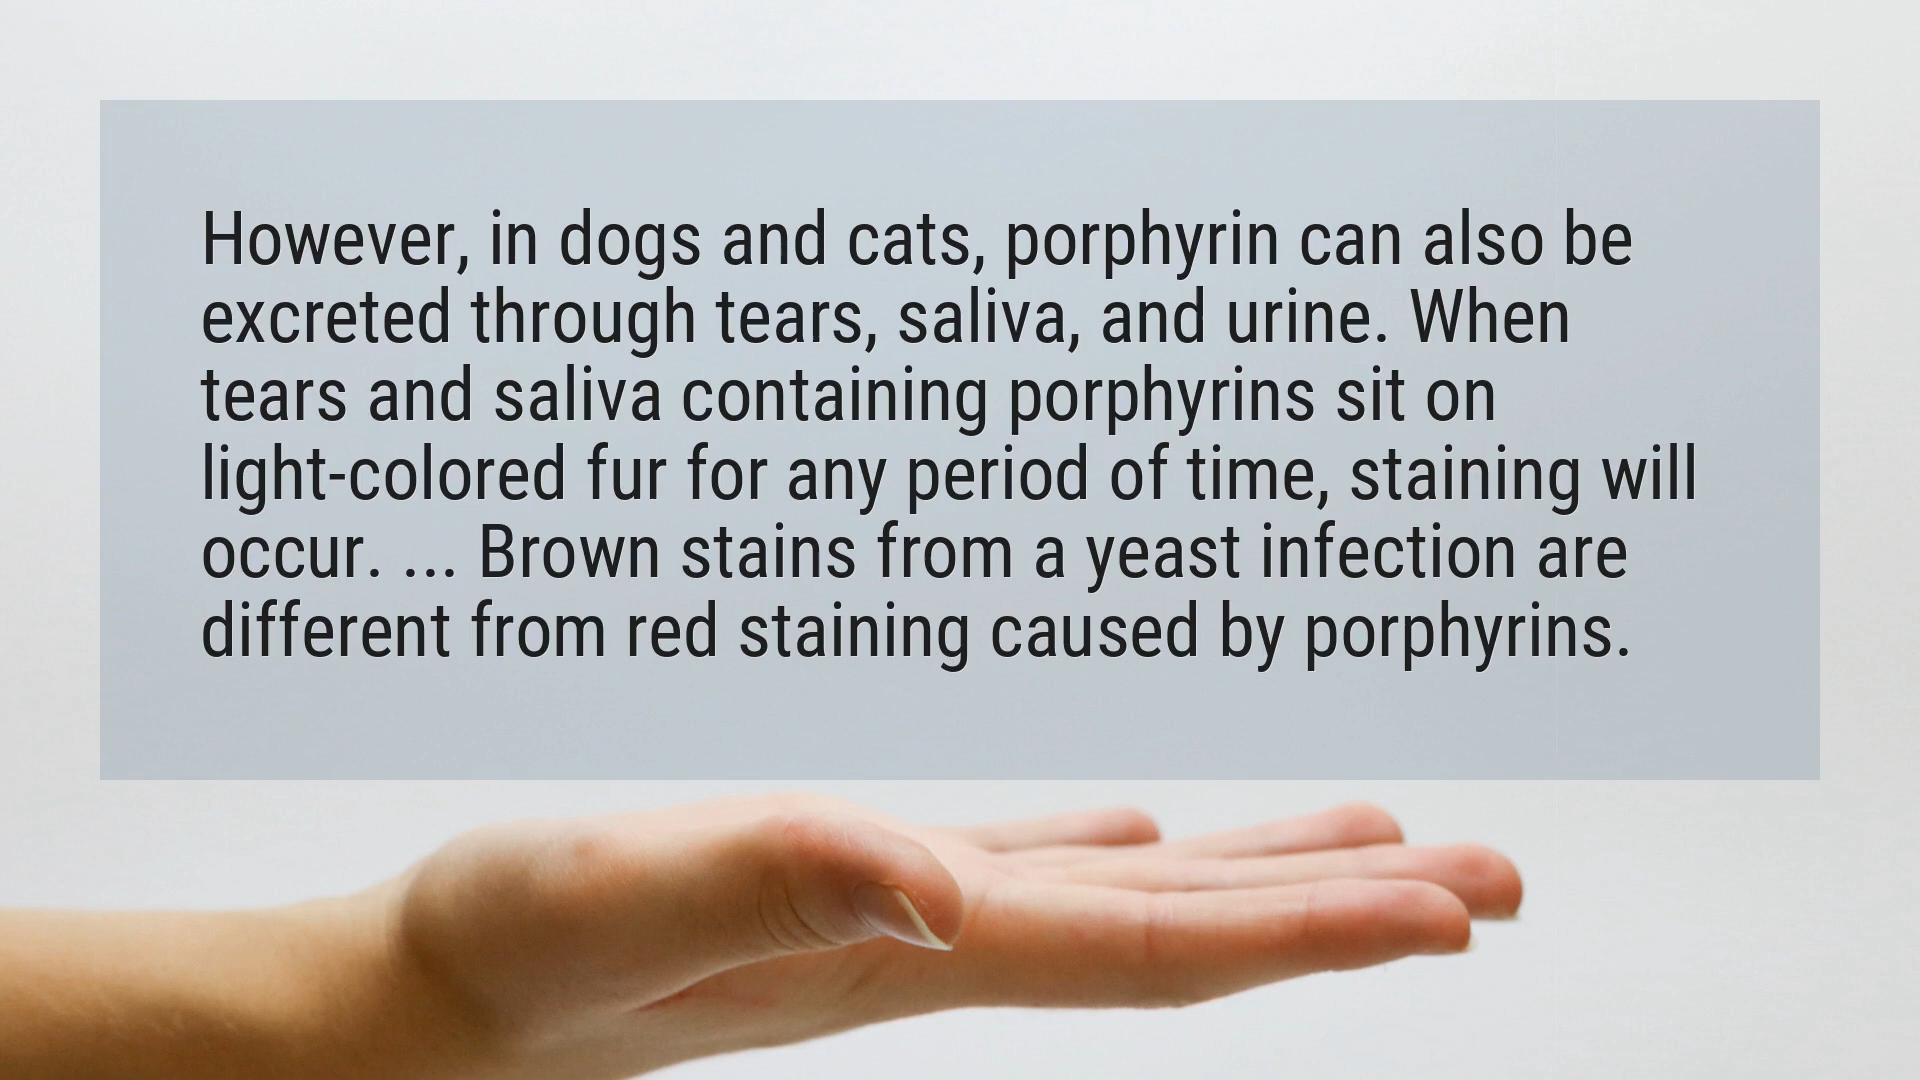 However, in dogs and cats, porphyrin can also be
excreted through tears, saliva, and urine. When
tears and saliva containing porphyrins sit on
light-colored fur for any period of time, staining will
occur. ... Brown stains from a yeast infection are
different from red staining caused by porphyrins.